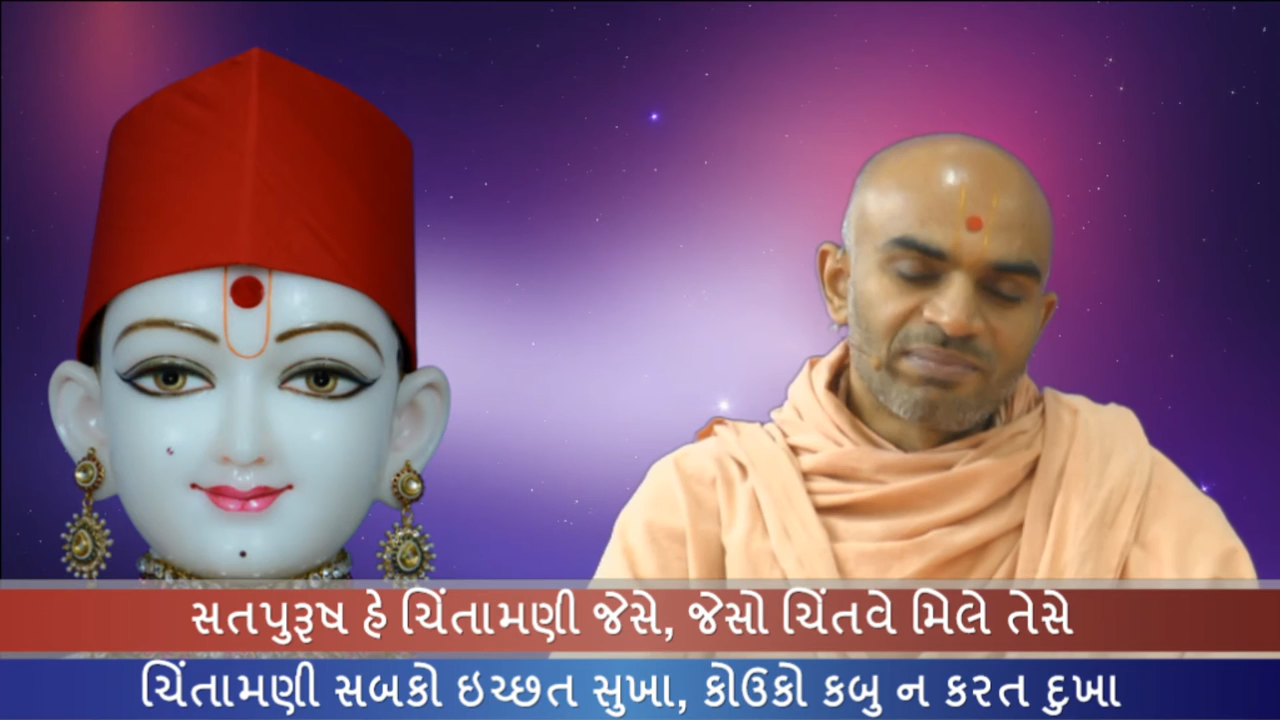 સતપુરૂષ હે ચિંતામણી જેસે, જેસો ચિંતવે મિલે તેસે
ચિંતામણી સબકો ઇચ્છત સુખા, કોઉકો કબુ ન કરત દુખા